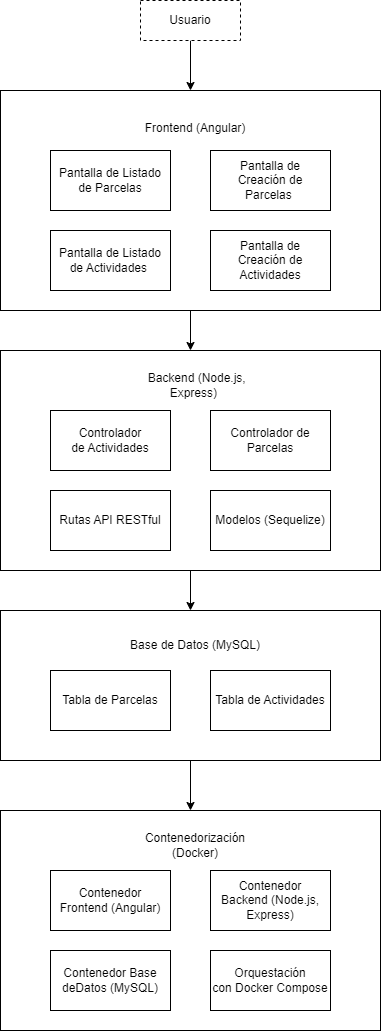 Usuario
Frontend (Angular)
Pantalla de Listado
de Parcelas
Pantalla de
Creación de
Parcelas
Pantalla de Listado
de Actividades
Pantalla de
Creación de
Actividades
Backend (Node.js,
Express)
Controlador
de Actividades
Controlador de
Parcelas
Rutas API RESTful
Modelos (Sequelize)
Base de Datos (MySQL)
Tabla de Parcelas
Tabla de Actividades
Contenedorización
(Docker)
Contenedor
Frontend (Angular)
Contenedor
Backend (Node.js,
Express)
Contenedor Base
deDatos (MySQL)
Orquestación
con Docker Compose